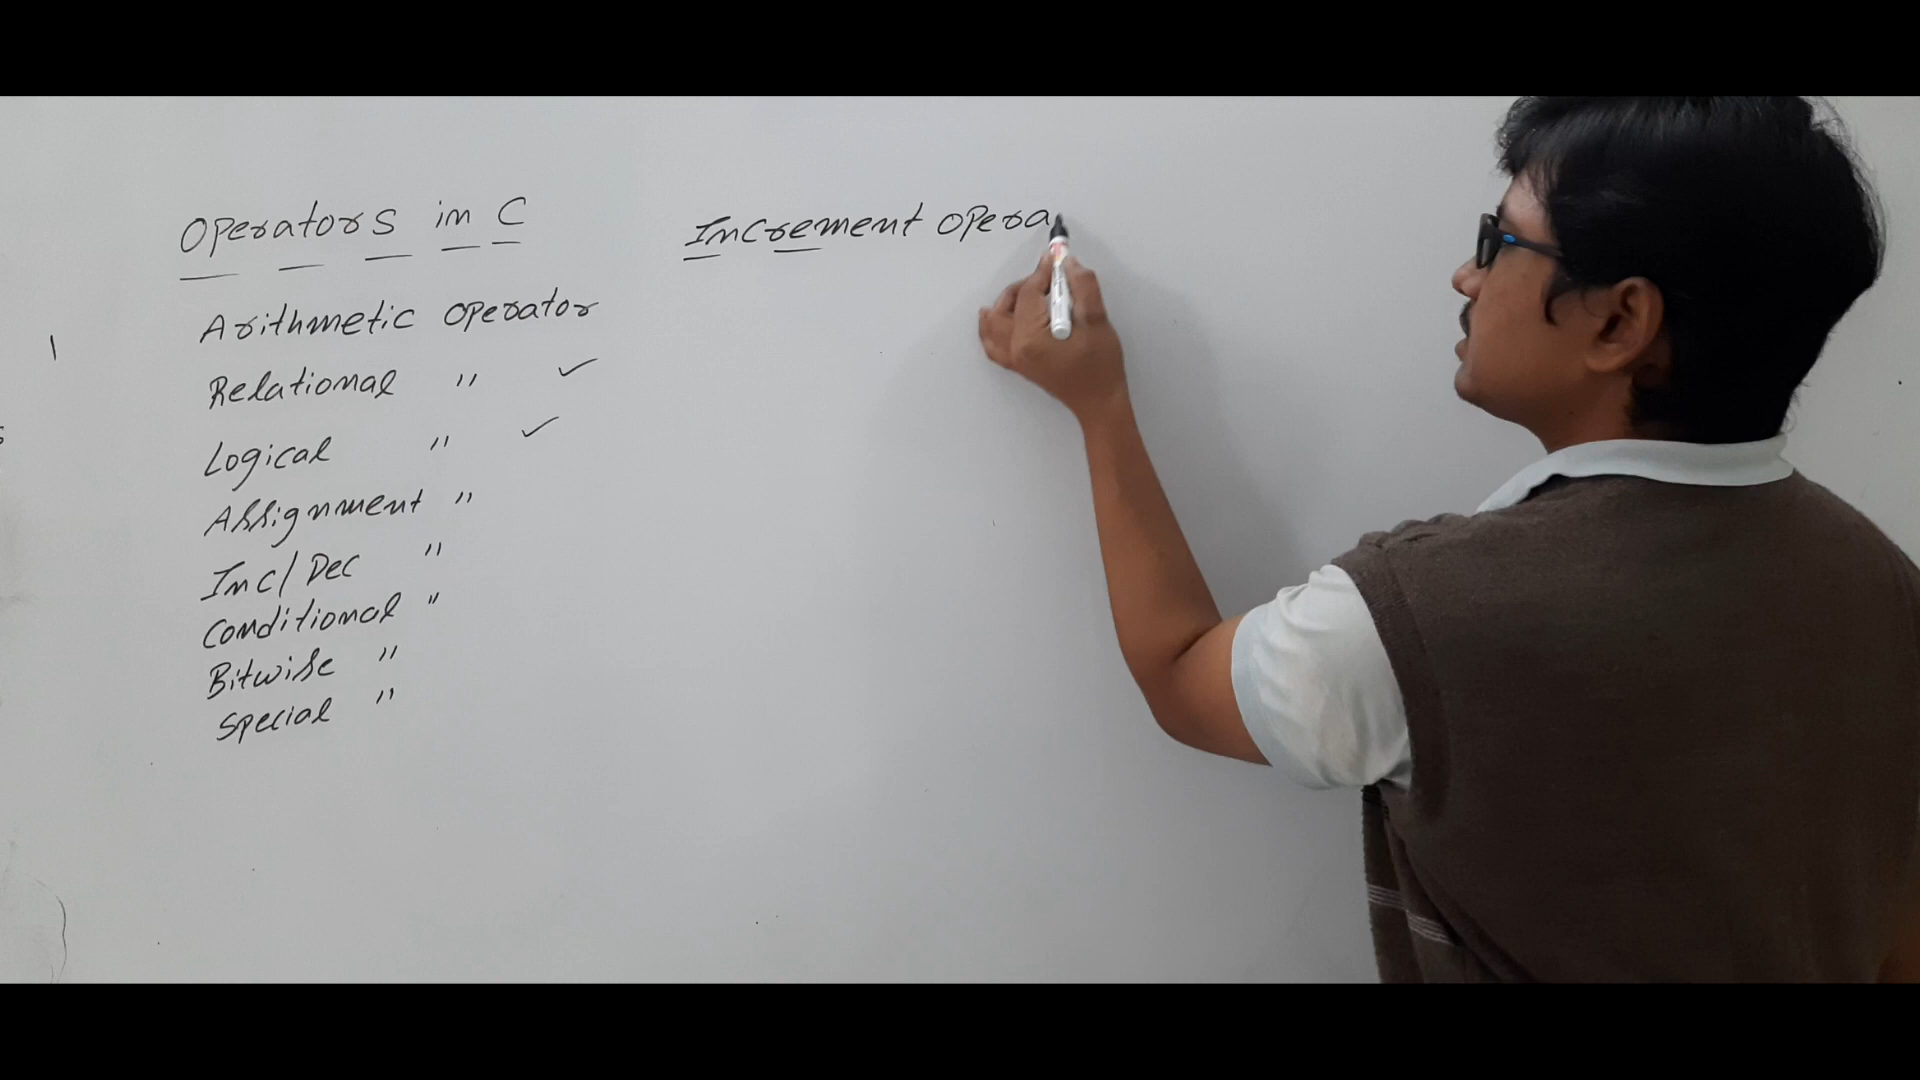 Operators in C
Arithmetic Operator
Relational " ✓
Logical " ✓
Assignment "
Inc/Dec "
Conditional "
Bitwise "
Special "
Increment Opera